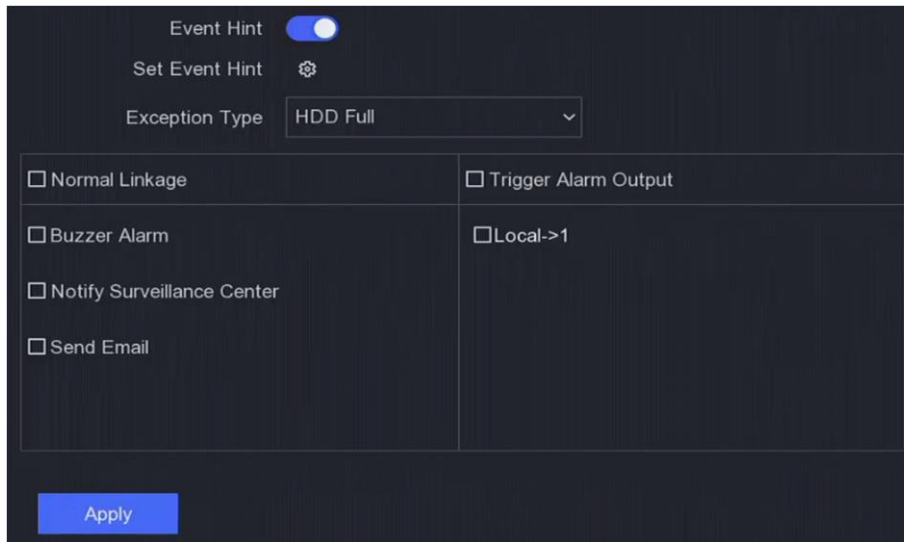 Event Hint
Set Event Hint
Exception Type HDD Full
Normal Linkage Trigger Alarm Output
Buzzer Alarm Local->1
Notify Surveillance Center
Send Email
Apply